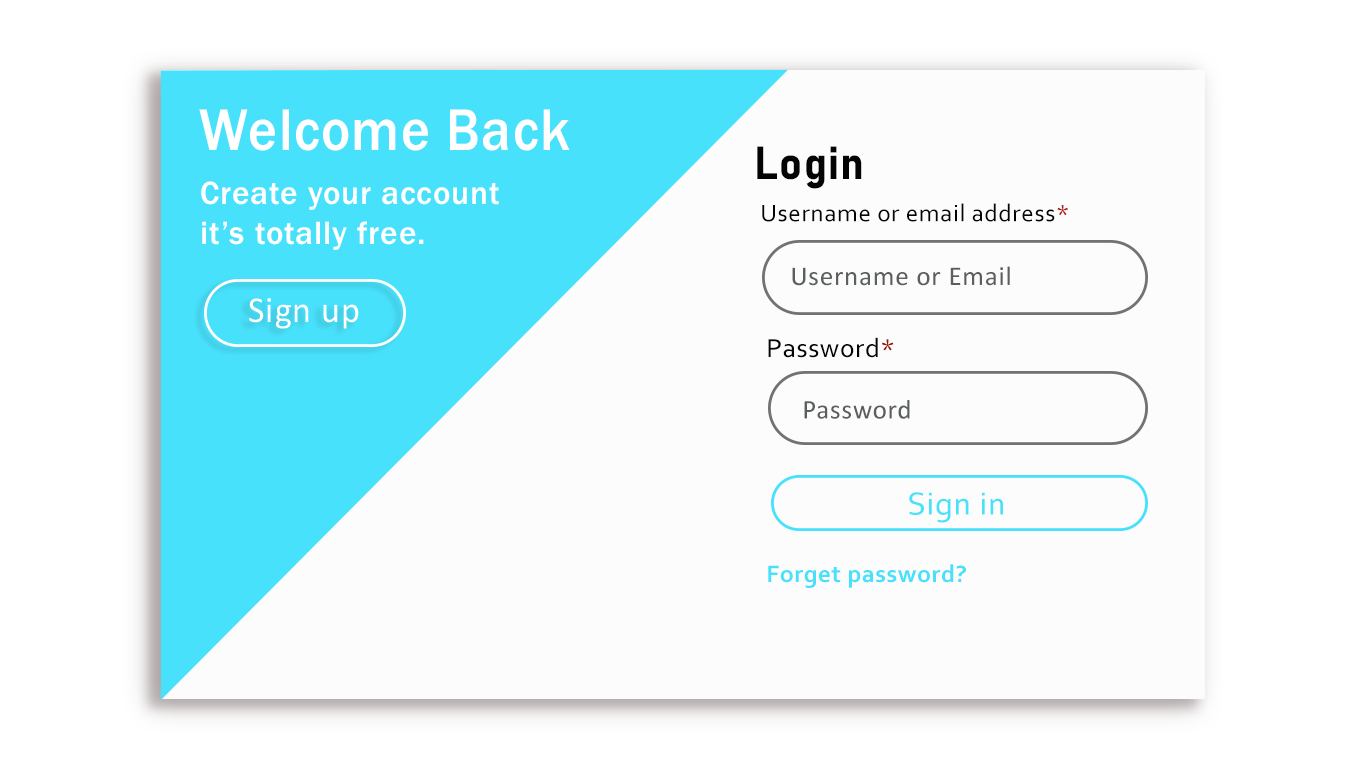 Welcome Back
Create your account
it’s totally free.
Sign up
Login
Username or email address*
Username or Email
Password*
Password
Sign in
Forget password?